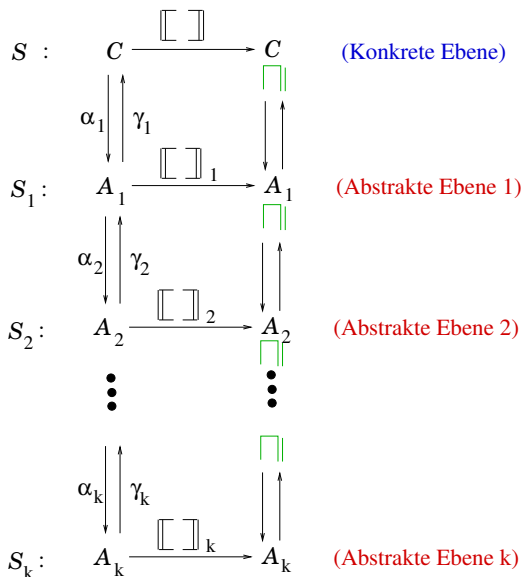 ⟦ ⟧
S : C C (Konkrete Ebene)
⊓|
α1 γ1
⟦ ⟧1
S1 : A1 A1 (Abstrakte Ebene 1)
⊓|
α2 γ2
⟦ ⟧2
S2 : A2 A2 (Abstrakte Ebene 2)
⊓|
⊓|
αk γk
⟦ ⟧k
Sk : Ak Ak (Abstrakte Ebene k)